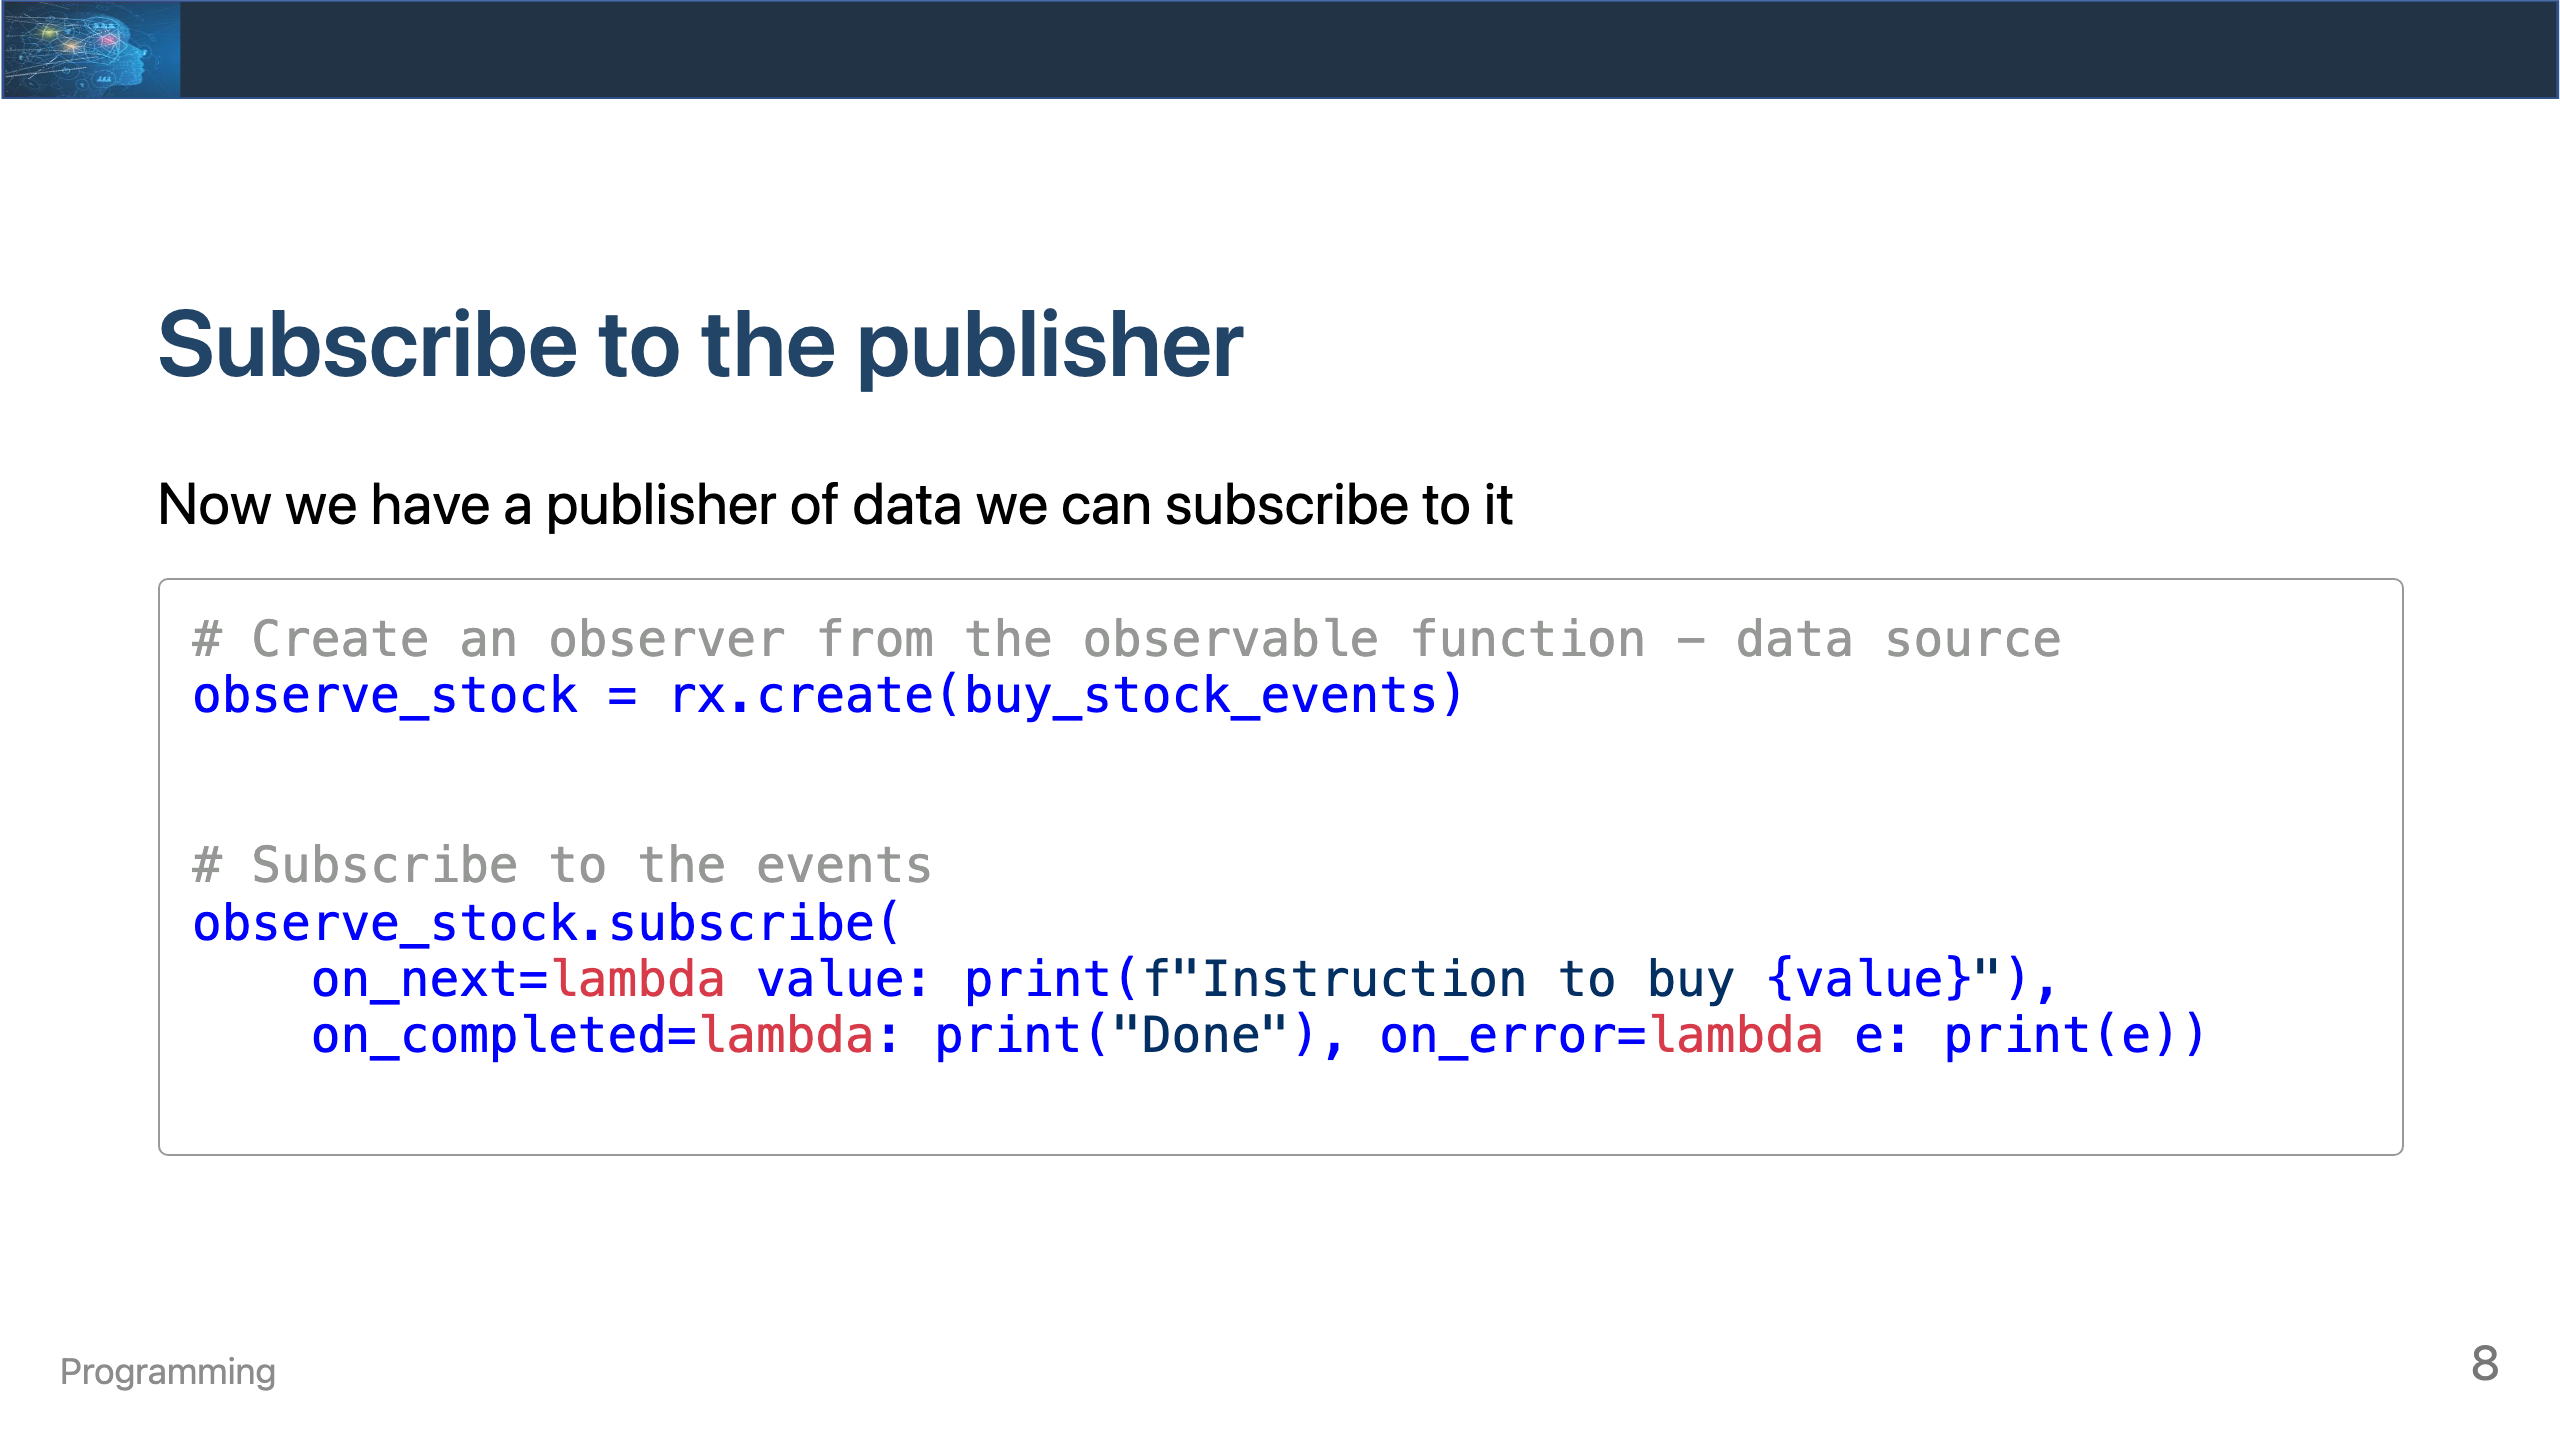 Subscribe to the publisher
Now we have a publisher of data we can subscribe to it
# Create an observer from the observable function – data source
observe_stock = rx.create(buy_stock_events)
# Subscribe to the events
observe_stock.subscribe(
    on_next=lambda value: print(f"Instruction to buy {value}"),
    on_completed=lambda: print("Done"), on_error=lambda e: print(e))
Programming
8